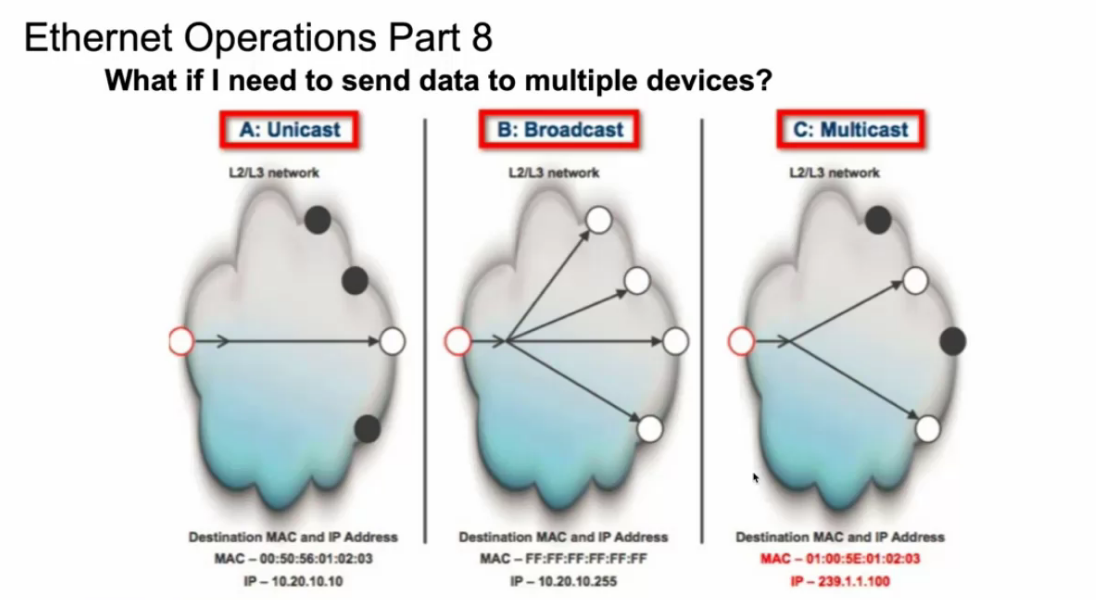 Ethernet Operations Part 8
What if I need to send data to multiple devices?
A: Unicast
L2/L3 network
Destination MAC and IP Address
MAC – 00:50:56:01:02:03
IP – 10.20.10.10
B: Broadcast
L2/L3 network
Destination MAC and IP Address
MAC – FF:FF:FF:FF:FF:FF
IP – 10.20.10.255
C: Multicast
L2/L3 network
Destination MAC and IP Address
MAC – 01:00:5E:01:02:03
IP – 239.1.1.100